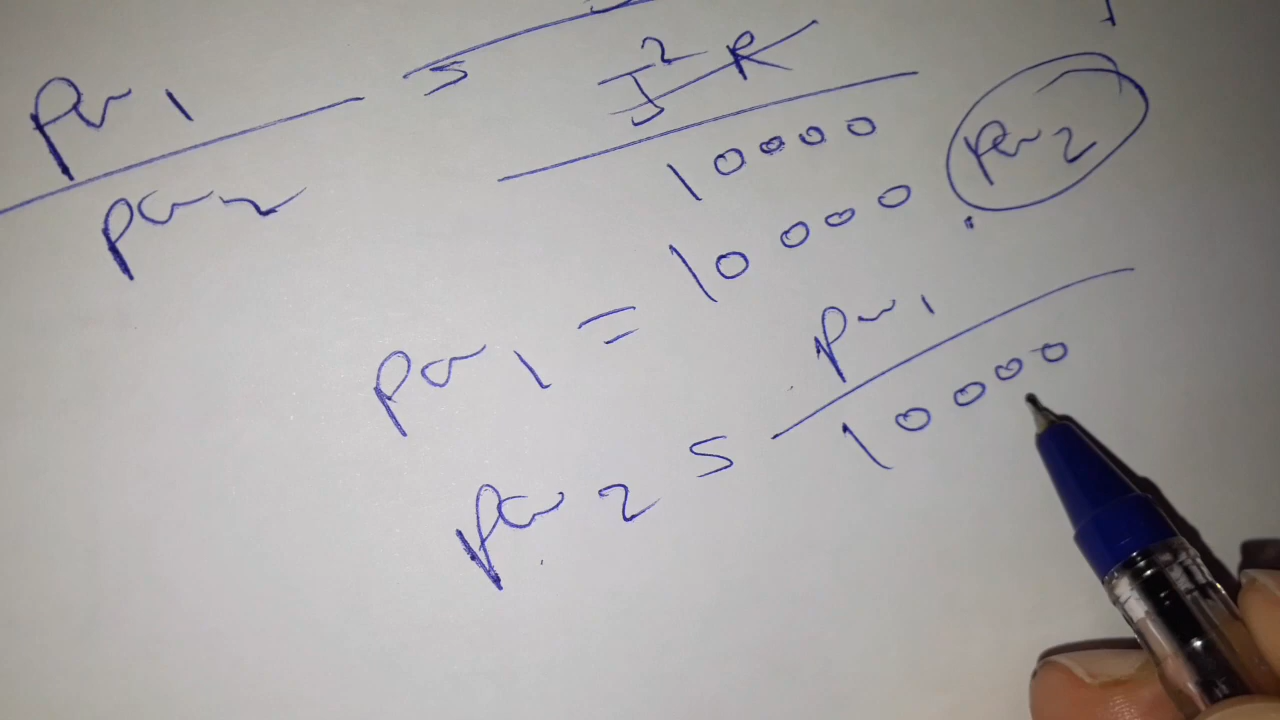 Pw1 / Pw2 = I²R / 10000
Pw1 = 10000 Pw2
Pw2 = Pw1 / 10000